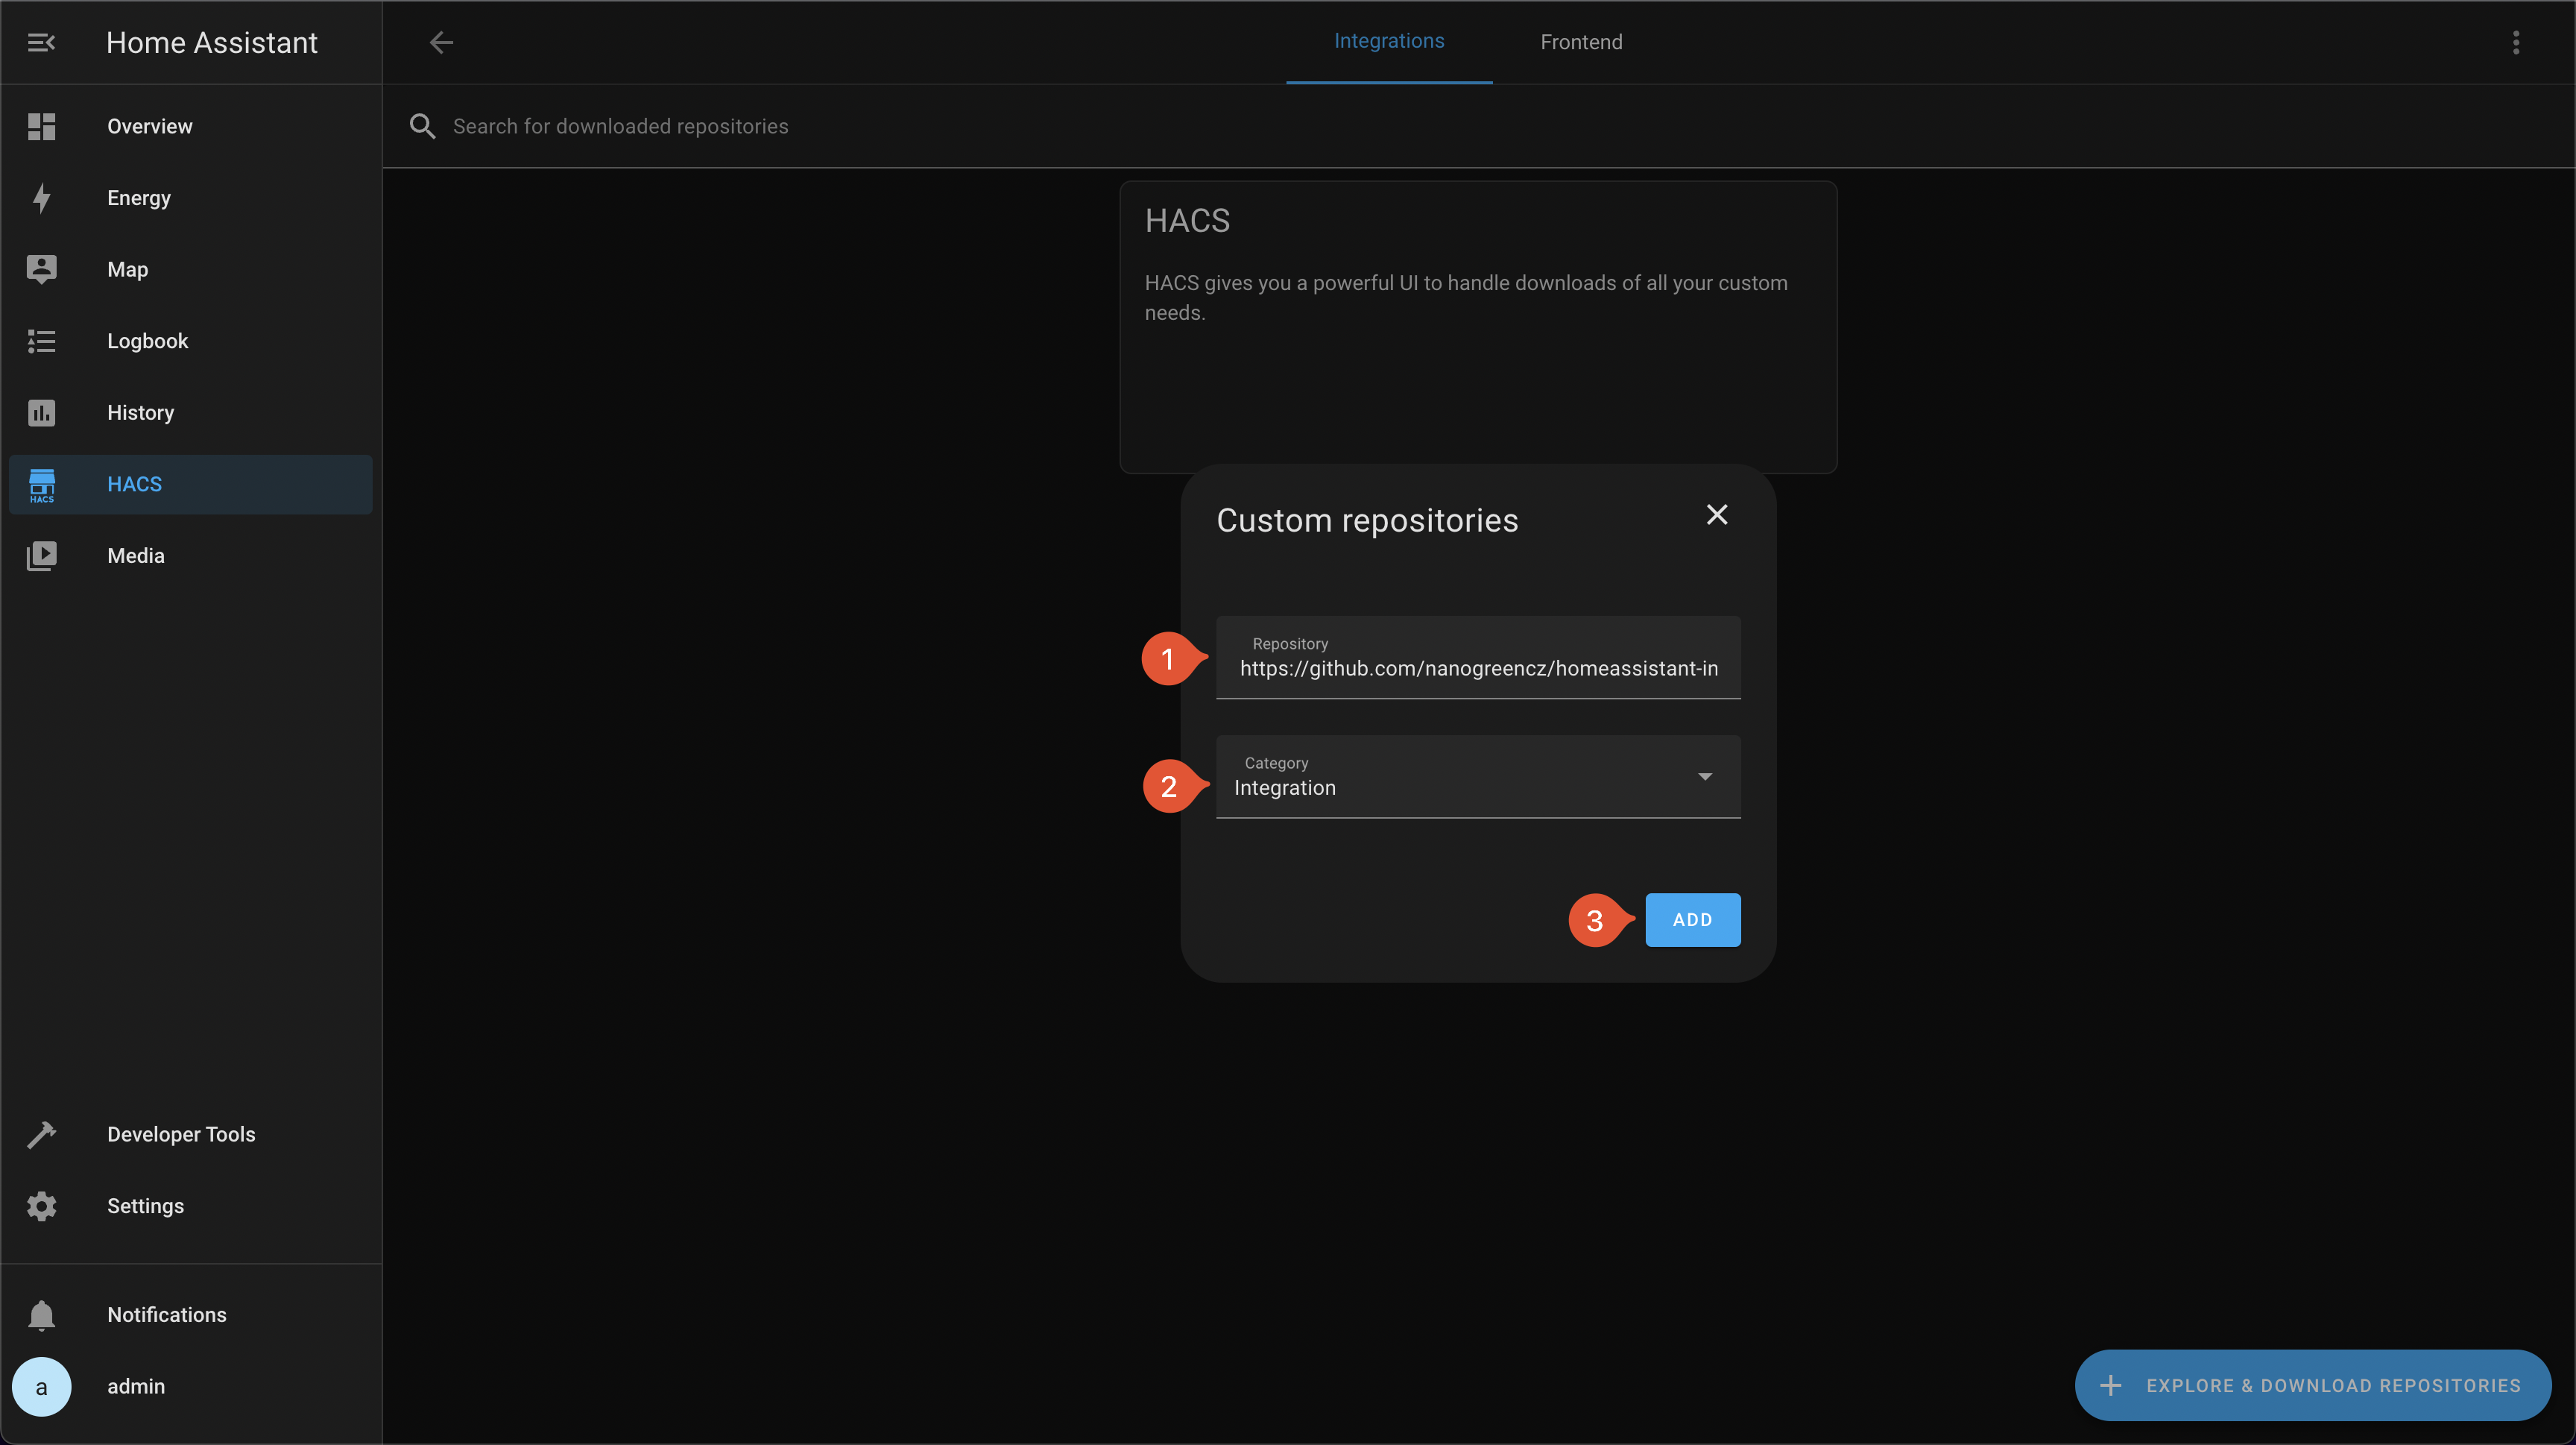 Home Assistant
Integrations
Frontend
Search for downloaded repositories
Overview
Energy
Map
Logbook
History
HACS
HACS
Media
Developer Tools
Settings
Notifications
a
admin
HACS
HACS gives you a powerful UI to handle downloads of all your custom
needs.
Custom repositories
1
Repository
https://github.com/nanogreencz/homeassistant-in
2
Category
Integration
3
ADD
EXPLORE & DOWNLOAD REPOSITORIES